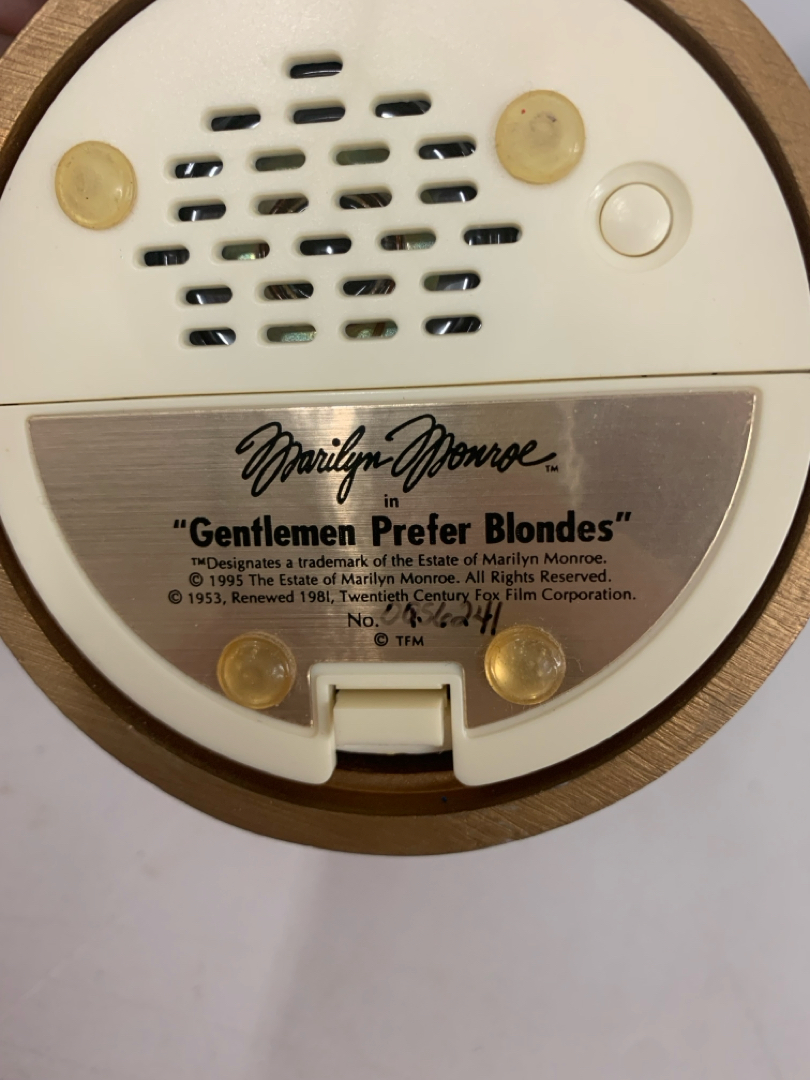 Marilyn Monroe™
in
"Gentlemen Prefer Blondes"
™Designates a trademark of the Estate of Marilyn Monroe.
© 1995 The Estate of Marilyn Monroe. All Rights Reserved.
© 1953, Renewed 1981, Twentieth Century Fox Film Corporation.
No.
© TFM